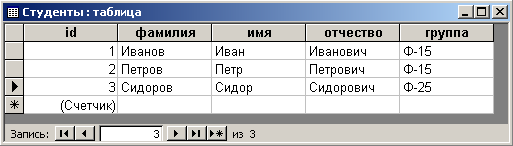 Студенты : таблица
id фамилия имя отчество группа
1 Иванов Иван Иванович Ф-15
2 Петров Петр Петрович Ф-15
3 Сидоров Сидор Сидорович Ф-25
(Счетчик)
Запись: 3 из 3